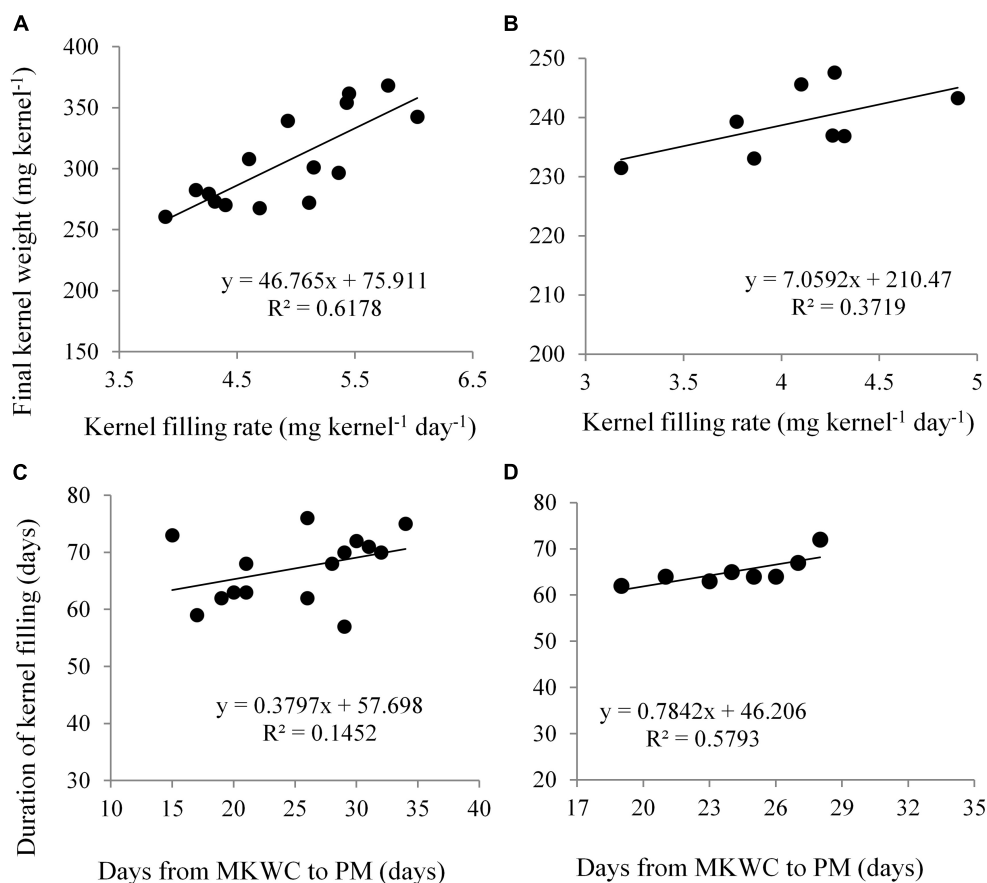 A
Final kernel weight (mg kernel⁻¹)
400
350
300
250
200
150
y = 46.765x + 75.911
R² = 0.6178
3.5 4.5 5.5 6.5
Kernel filling rate (mg kernel⁻¹ day⁻¹)
B
250
240
230
220
210
200
y = 7.0592x + 210.47
R² = 0.3719
3 3.5 4 4.5 5
Kernel filling rate (mg kernel⁻¹ day⁻¹)
C
Duration of kernel filling (days)
80
70
60
50
40
30
y = 0.3797x + 57.698
R² = 0.1452
10 15 20 25 30 35 40
Days from MKWC to PM (days)
D
80
70
60
50
40
30
20
y = 0.7842x + 46.206
R² = 0.5793
17 20 23 26 29 32 35
Days from MKWC to PM (days)